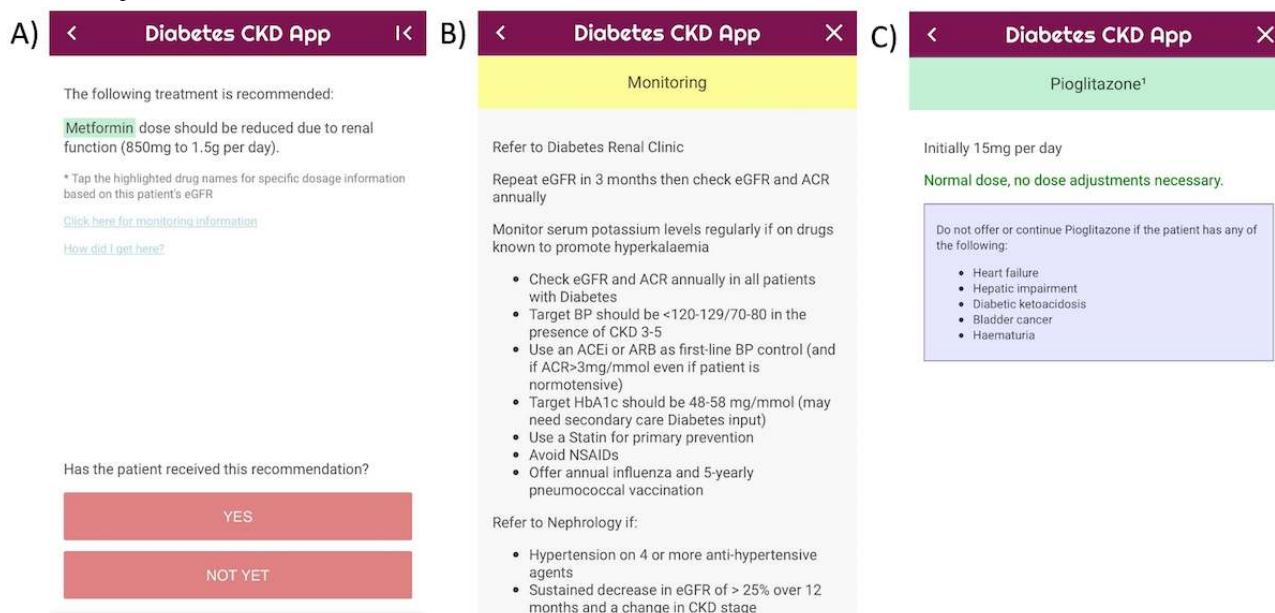 A)
Diabetes CKD App
The following treatment is recommended:
Metformin dose should be reduced due to renal
function (850mg to 1.5g per day).
* Tap the highlighted drug names for specific dosage information
based on this patient's eGFR
Click here for monitoring information
How did I get here?
Has the patient received this recommendation?
YES
NOT YET
B)
Diabetes CKD App
Monitoring
Refer to Diabetes Renal Clinic
Repeat eGFR in 3 months then check eGFR and ACR
annually
Monitor serum potassium levels regularly if on drugs
known to promote hyperkalaemia
• Check eGFR and ACR annually in all patients
with Diabetes
• Target BP should be <120-129/70-80 in the
presence of CKD 3-5
• Use an ACEi or ARB as first-line BP control (and
if ACR>3mg/mmol even if patient is
normotensive)
• Target HbA1c should be 48-58 mg/mmol (may
need secondary care Diabetes input)
• Use a Statin for primary prevention
• Avoid NSAIDs
• Offer annual influenza and 5-yearly
pneumococcal vaccination
Refer to Nephrology if:
• Hypertension on 4 or more anti-hypertensive
agents
• Sustained decrease in eGFR of > 25% over 12
months and a change in CKD stage
C)
Diabetes CKD App
Pioglitazone¹
Initially 15mg per day
Normal dose, no dose adjustments necessary.
Do not offer or continue Pioglitazone if the patient has any of
the following:
• Heart failure
• Hepatic impairment
• Diabetic ketoacidosis
• Bladder cancer
• Haematuria